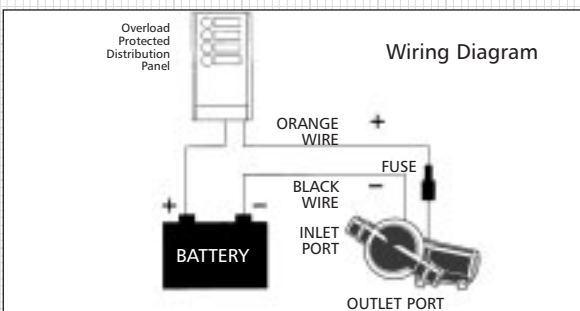 Overload
Protected
Distribution
Panel
Wiring Diagram
ORANGE
WIRE
+
FUSE
BLACK
WIRE
−
+
−
BATTERY
INLET
PORT
OUTLET PORT